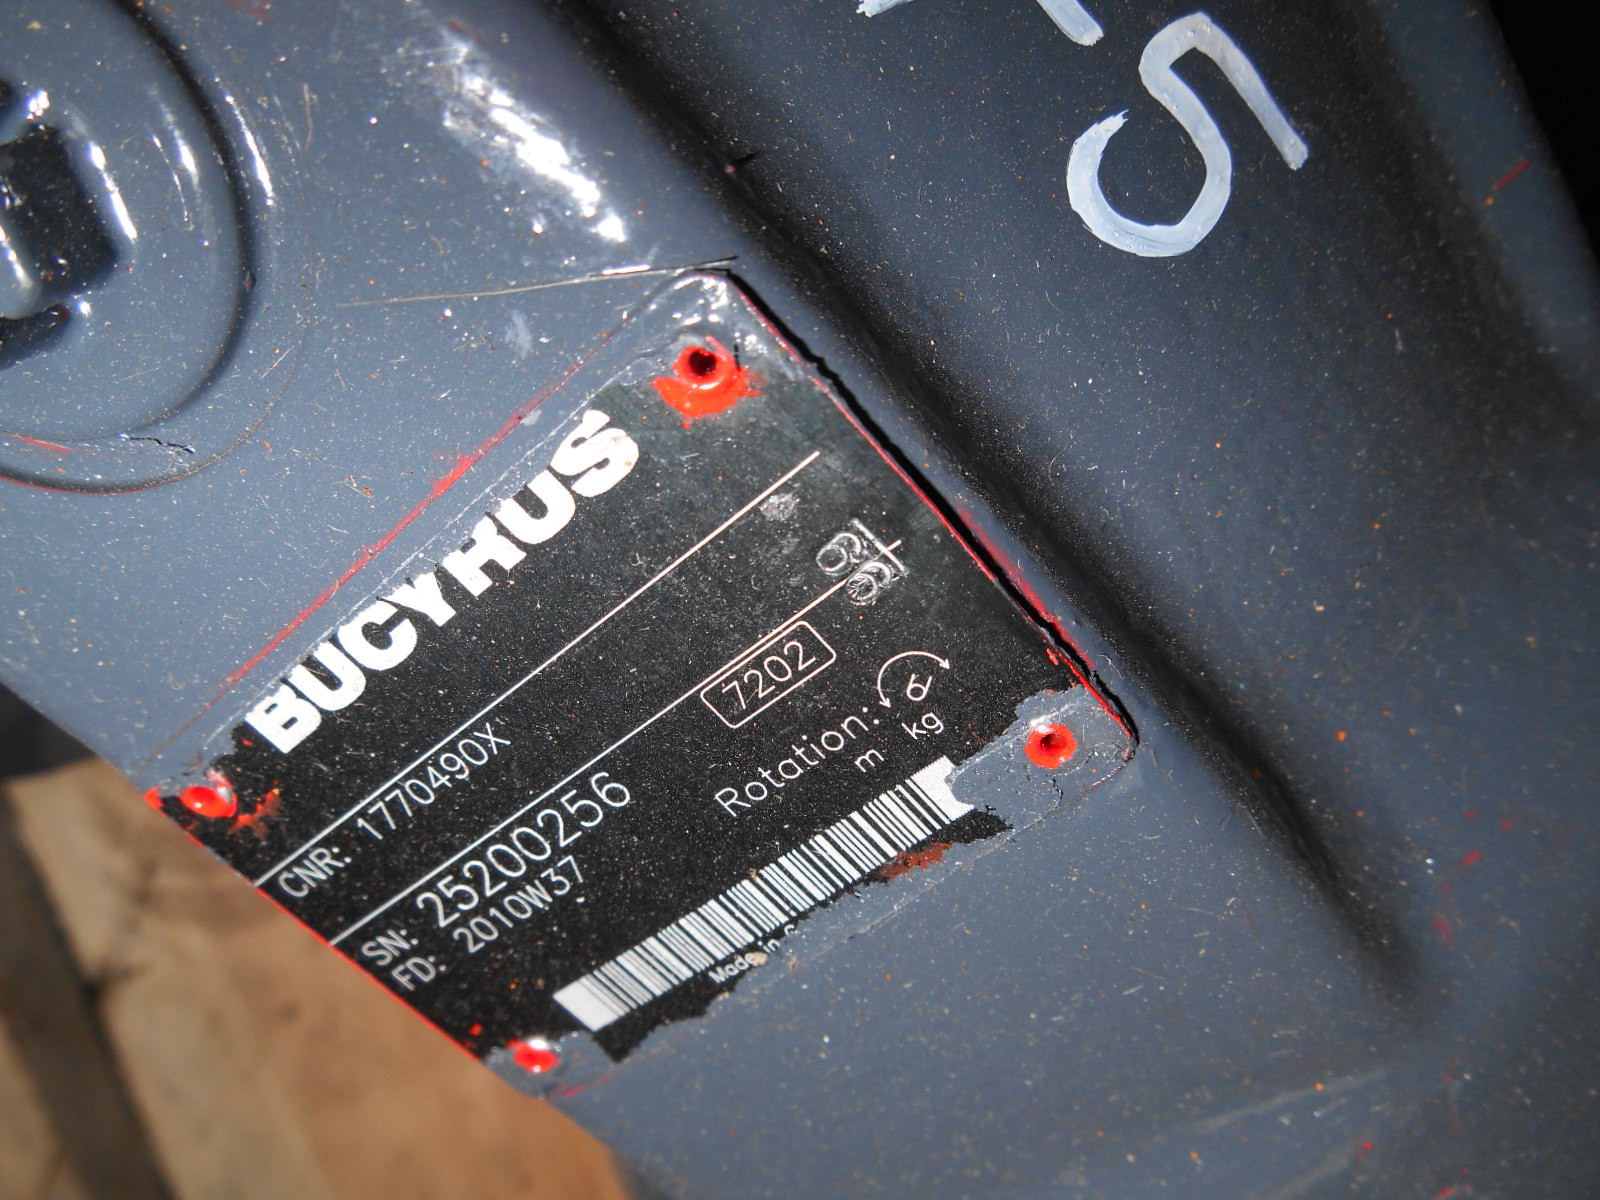 5
BUCYRUS
CNR: 1770490X
SN: 25200256
7202
FD: 2010W37
Rotation:
m kg
Made in